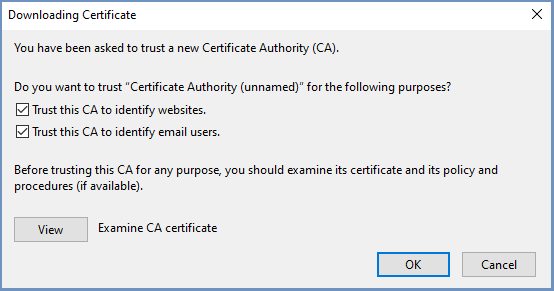 Downloading Certificate
You have been asked to trust a new Certificate Authority (CA).
Do you want to trust “Certificate Authority (unnamed)” for the following purposes?
Trust this CA to identify websites.
Trust this CA to identify email users.
Before trusting this CA for any purpose, you should examine its certificate and its policy and
procedures (if available).
View Examine CA certificate
OK Cancel